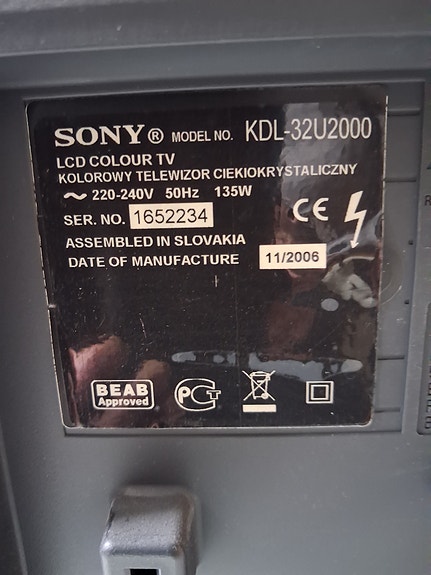 SONY® MODEL NO. KDL-32U2000
LCD COLOUR TV
KOLOROWY TELEWIZOR CIEKIOKRYSTALICZNY
~ 220-240V 50Hz 135W
SER. NO. 1652234
CE
ASSEMBLED IN SLOVAKIA
DATE OF MANUFACTURE 11/2006
BEAB
Approved